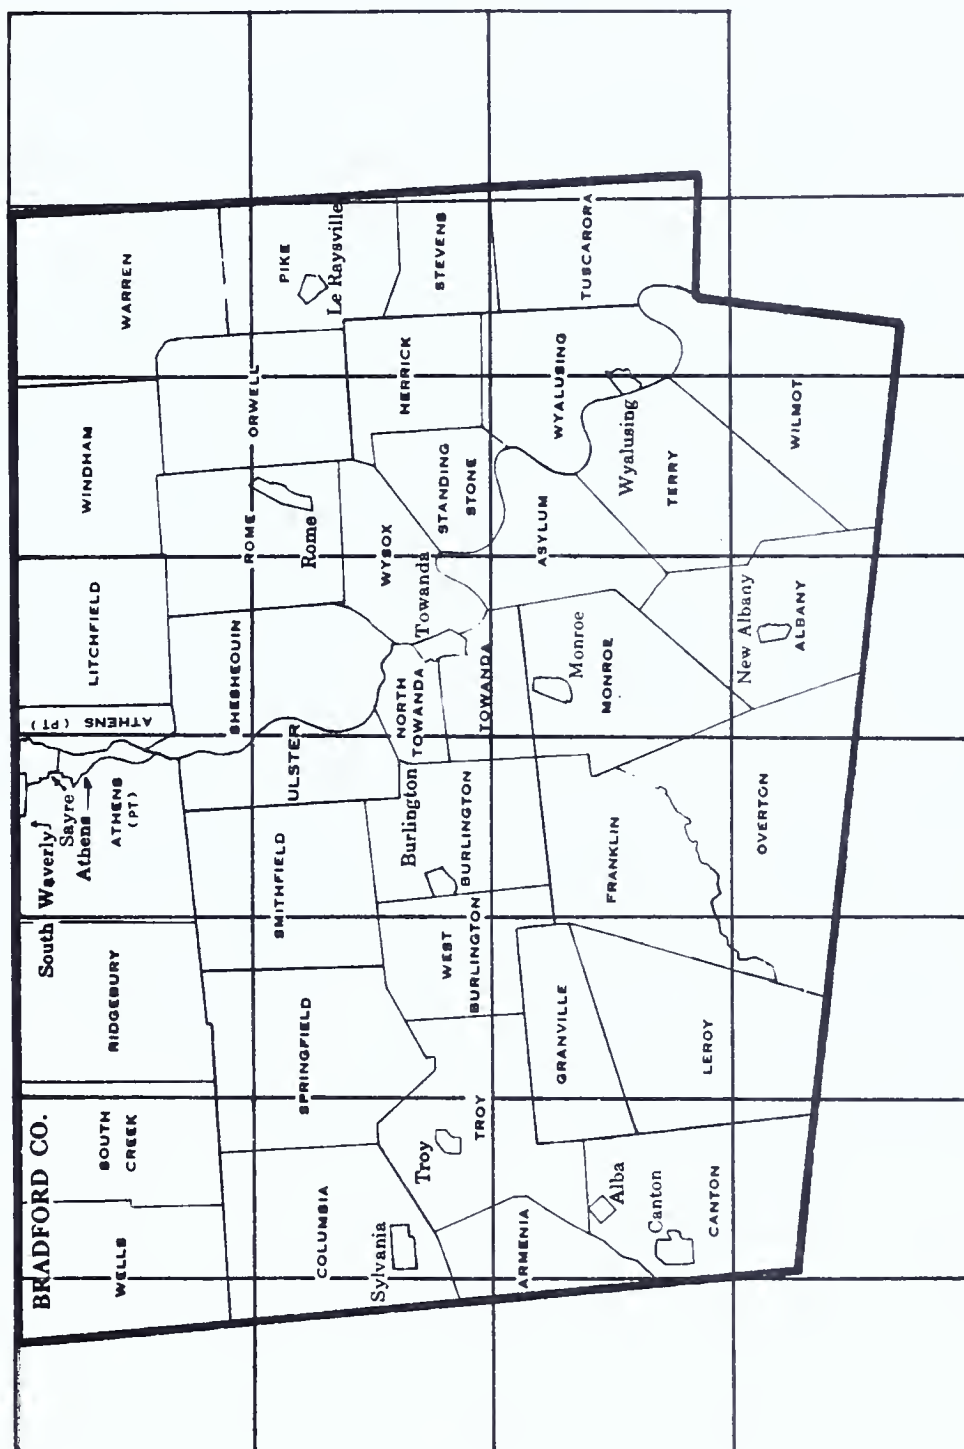 BRADFORD CO.
WELLS
SOUTH
CREEK
RIDGEBURY
South Waverly
Sayre
Athens
ATHENS
(PT)
ATHENS (PT)
LITCHFIELD
WINDHAM
WARREN
COLUMBIA
Sylvania
SPRINGFIELD
SMITHFIELD
ULSTER
SHESHEQUIN
ROME
Rome
ORWELL
PIKE
Le Raysville
ARMENIA
Troy
TROY
WEST
BURLINGTON
Burlington
BURLINGTON
NORTH
TOWANDA
Towanda
TOWANDA
WYSOX
STANDING
STONE
HERRICK
STEVENS
Alba
Canton
CANTON
GRANVILLE
LEROY
FRANKLIN
OVERTON
Monroe
MONROE
New Albany
ALBANY
ASYLUM
TERRY
Wyalusing
WYALUSING
WILMOT
TUSCARORA